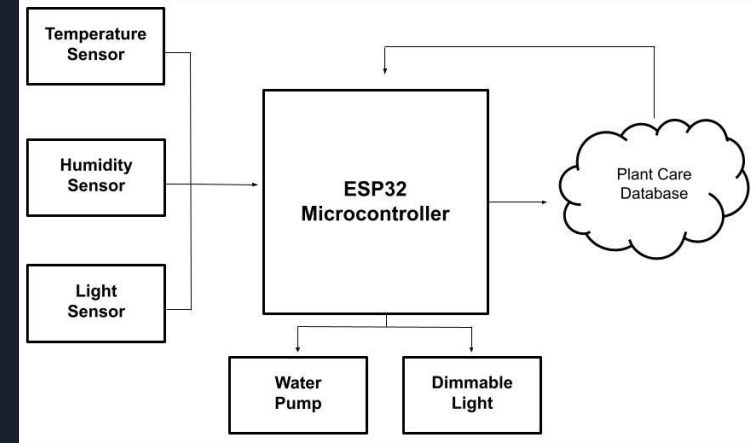 Temperature
Sensor
Humidity
Sensor
Light
Sensor
ESP32
Microcontroller
Plant Care
Database
Water
Pump
Dimmable
Light